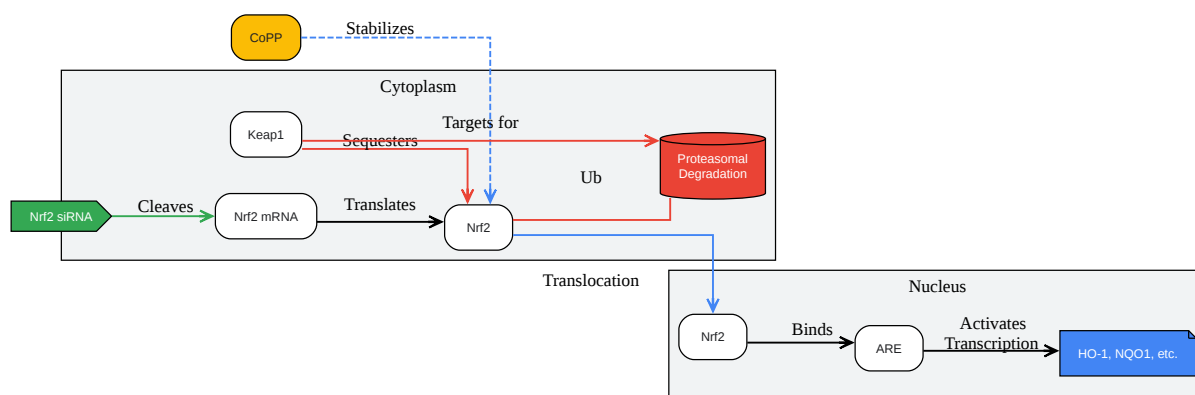 CoPP
Stabilizes
Cytoplasm
Keap1
Targets for
Sequesters
Proteasomal
Degradation
Ub
Nrf2 siRNA
Cleaves
Nrf2 mRNA
Translates
Nrf2
Translocation
Nucleus
Nrf2
Binds
ARE
Activates
Transcription
HO-1, NQO1, etc.